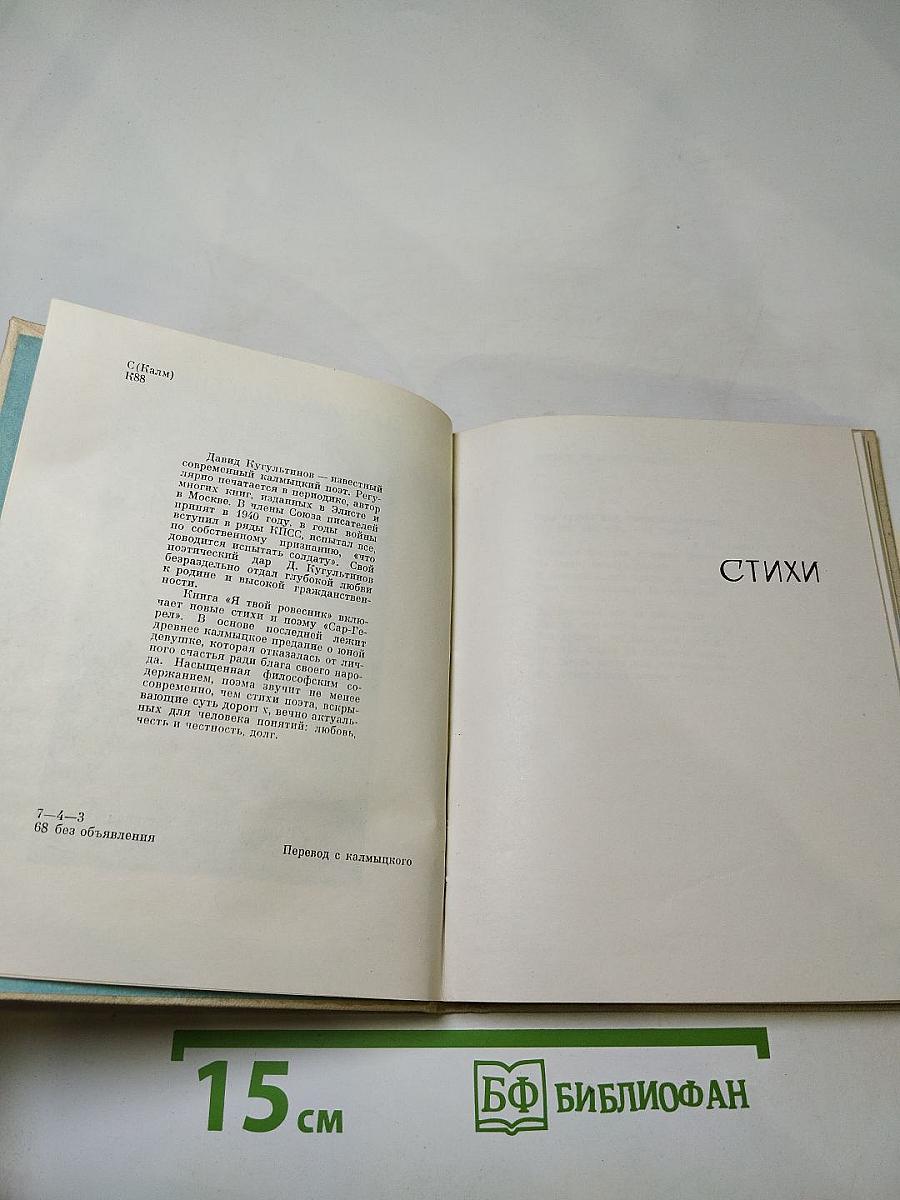 С(Калм)
К88
Давид Кугультинов — известный
современный калмыцкий поэт. Регу-
лярно печатается в периодике, автор
многих книг, изданных в Элисте и
в Москве. В члены Союза писателей
принят в 1940 году, в годы войны
вступил в ряды КПСС, испытал все,
по собственному признанию, «что
доводится испытать солдату». Свой
поэтический дар Д. Кугультинов
безраздельно отдал глубокой любви
к родине и высокой гражданствен-
ности.
Книга «Я твой ровесник» вклю-
чает новые стихи и поэму «Сар-Ге-
рел». В основе последней лежит
древнее калмыцкое предание о юной
девушке, которая отказалась от лич-
ного счастья ради блага своего наро-
да. Насыщенная философским со-
держанием, поэма звучит не менее
современно, чем стихи поэта, вскры-
вающие суть дорогих, вечно актуаль-
ных для человека понятий: любовь,
честь и честность, долг.
7—4—3
68 без объявления
Перевод с калмыцкого
СТИХИ
15 см
БФ БИБЛИОФАН